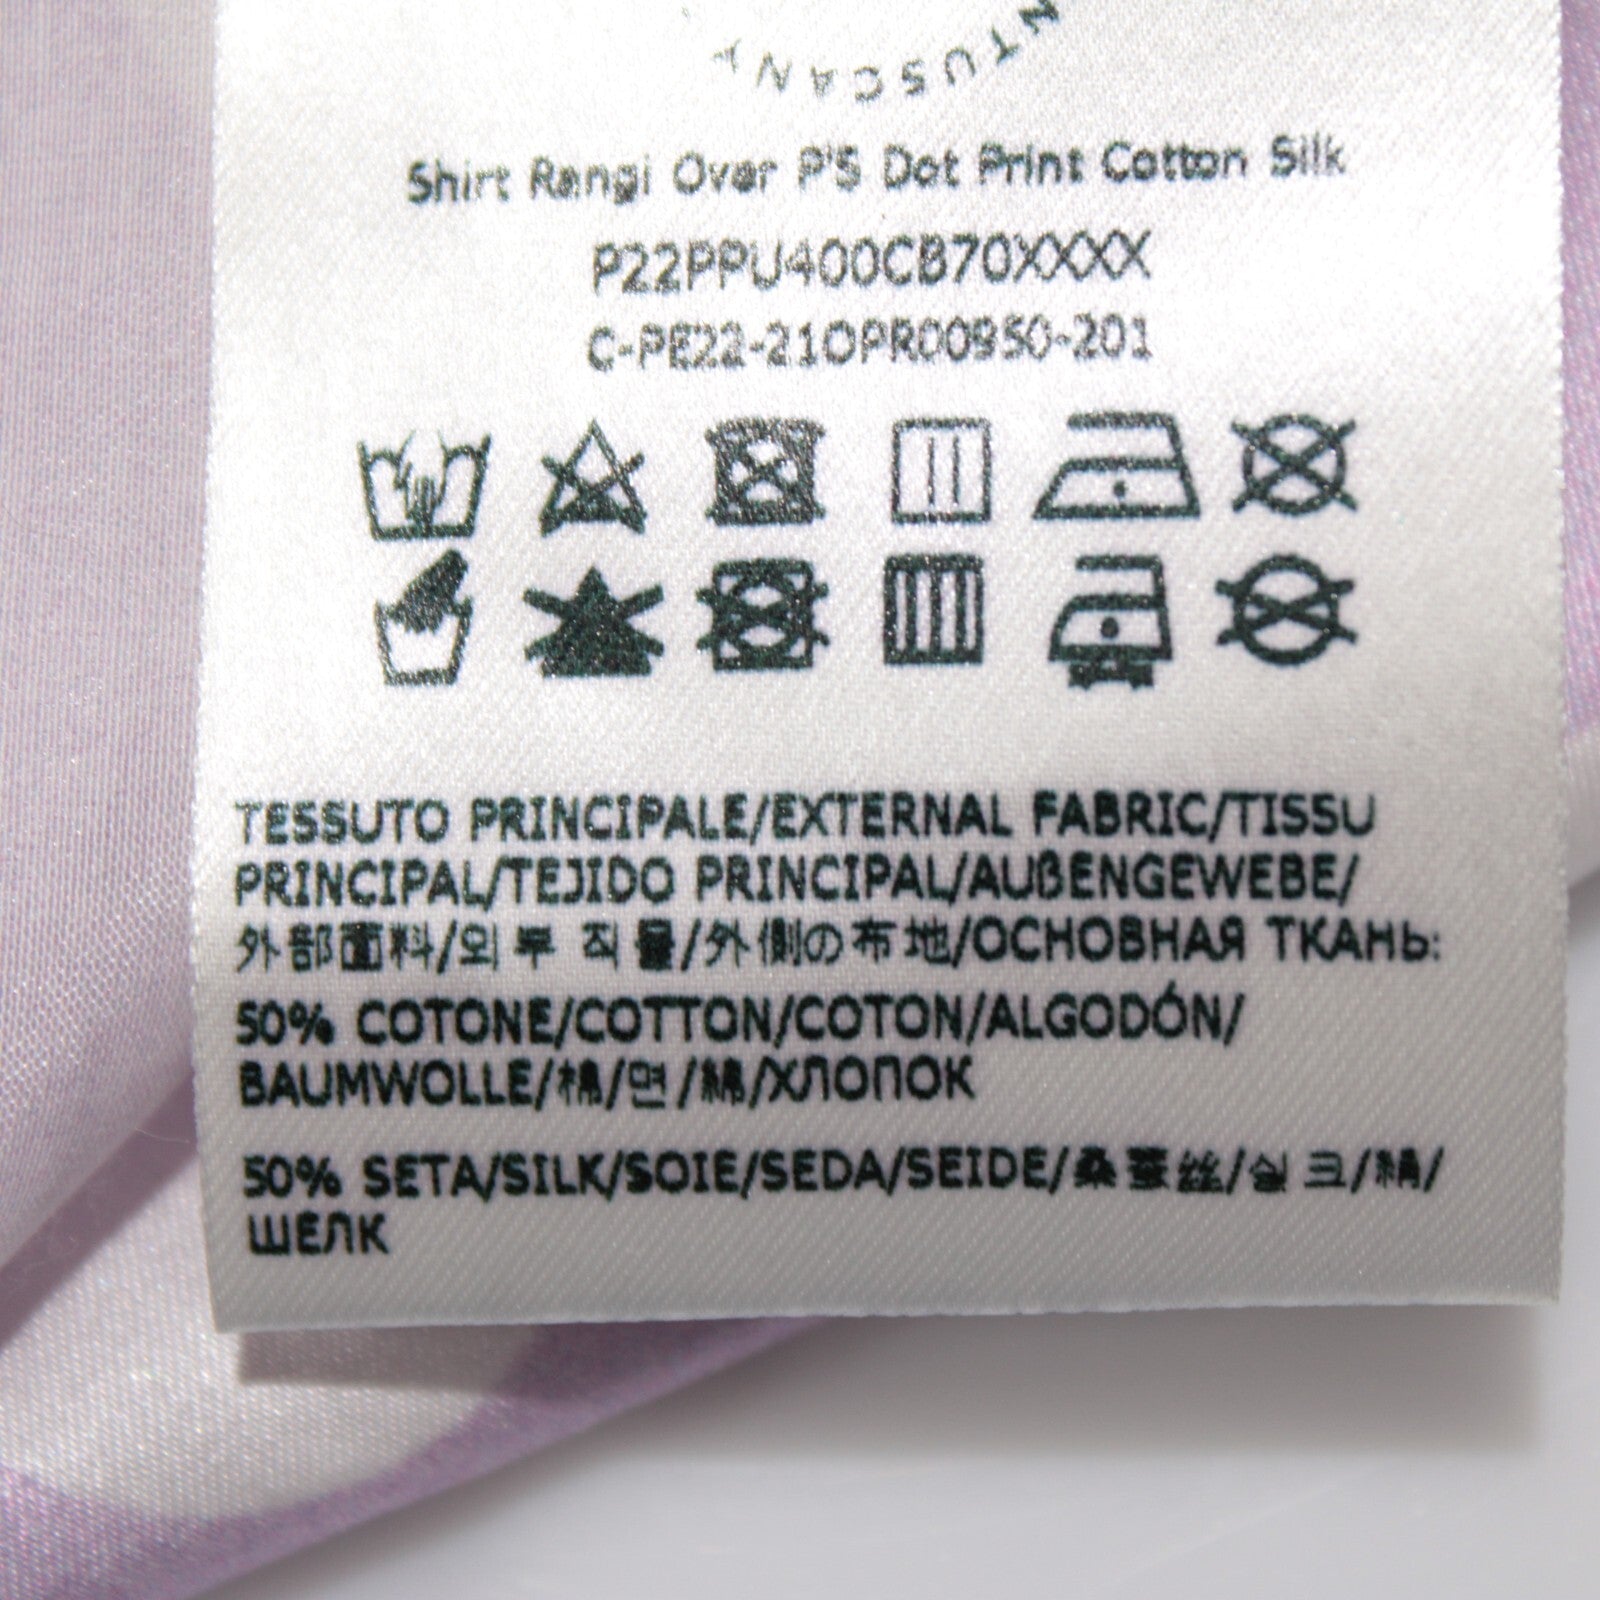 TUSCANY
Shirt Rangi Over P'S Dot Print Cotton Silk
P22PPU400CB70XXXX
C-PE22-21OPR00950-201
TESSUTO PRINCIPALE/EXTERNAL FABRIC/TISSU
PRINCIPAL/TEJIDO PRINCIPAL/AUßENGEWEBE/
外部面料/외부 직물/外側の布地/ОСНОВНАЯ ТКАНЬ:
50% COTONE/COTTON/COTON/ALGODÓN/
BAUMWOLLE/棉/면/綿/ХЛОПОК
50% SETA/SILK/SOIE/SEDA/SEIDE/桑蚕丝/실크/絹/
ШЕЛК